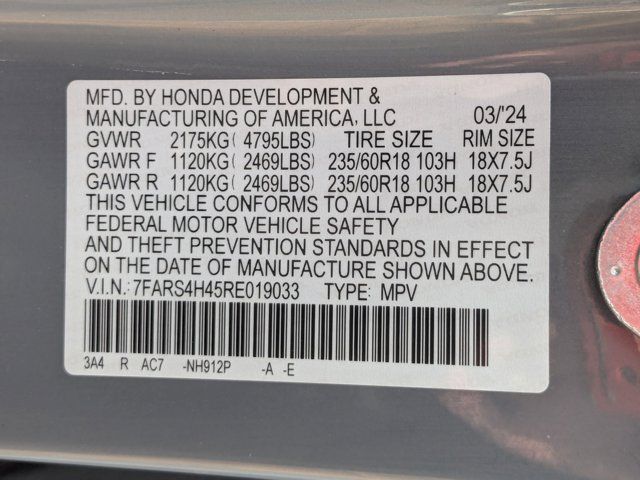 MFD. BY HONDA DEVELOPMENT &
MANUFACTURING OF AMERICA, LLC 03/'24
GVWR 2175KG( 4795LBS) TIRE SIZE RIM SIZE
GAWR F 1120KG( 2469LBS) 235/60R18 103H 18X7.5J
GAWR R 1120KG( 2469LBS) 235/60R18 103H 18X7.5J
THIS VEHICLE CONFORMS TO ALL APPLICABLE
FEDERAL MOTOR VEHICLE SAFETY
AND THEFT PREVENTION STANDARDS IN EFFECT
ON THE DATE OF MANUFACTURE SHOWN ABOVE.
V.I.N.: 7FARS4H45RE019033 TYPE: MPV
3A4 R AC7 -NH912P -A -E